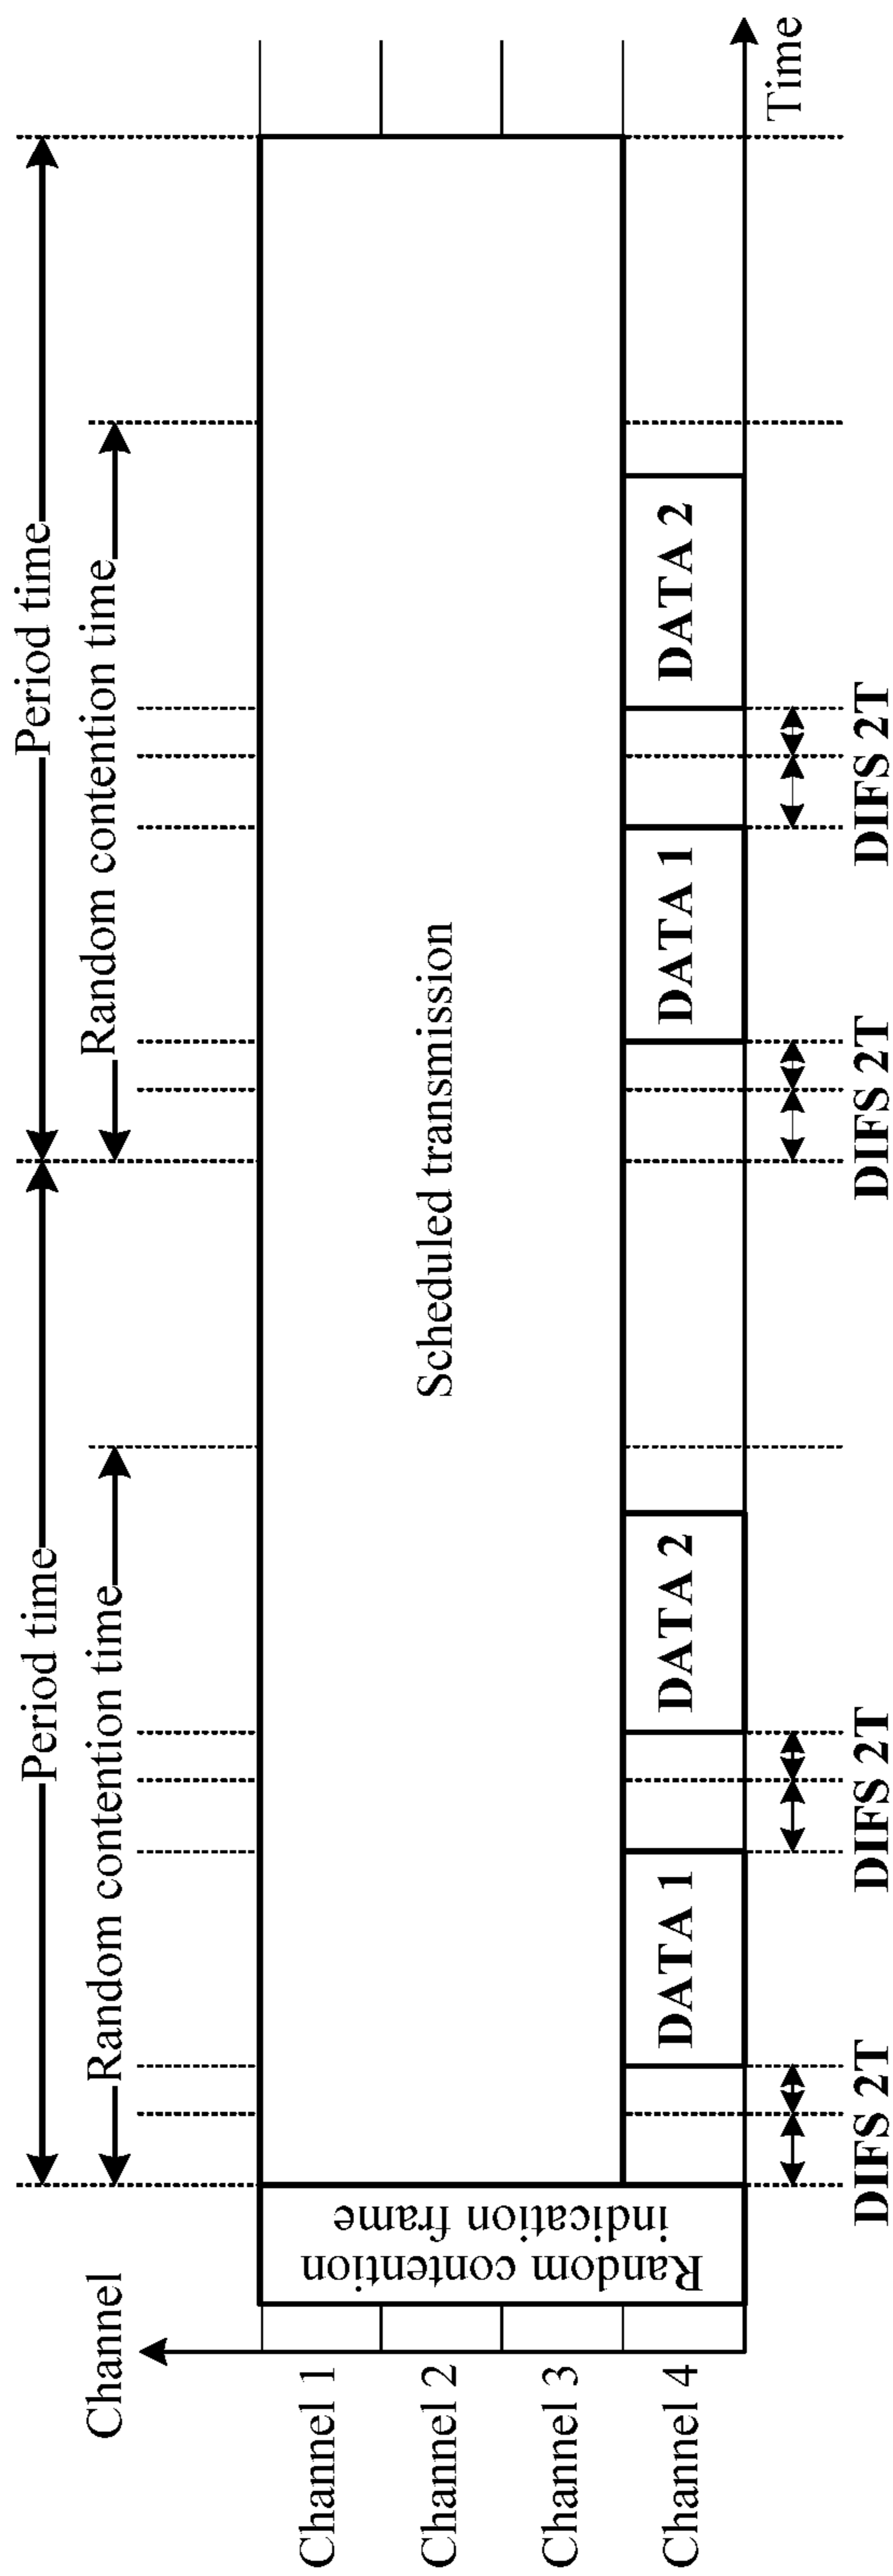 Period time
Period time
Random contention time
Random contention time
Channel
Channel 1
Channel 2
Channel 3
Channel 4
Random contention
indication frame
Scheduled transmission
DATA 1
DATA 2
DATA 1
DATA 2
Time
DIFS 2T
DIFS 2T
DIFS 2T
DIFS 2T